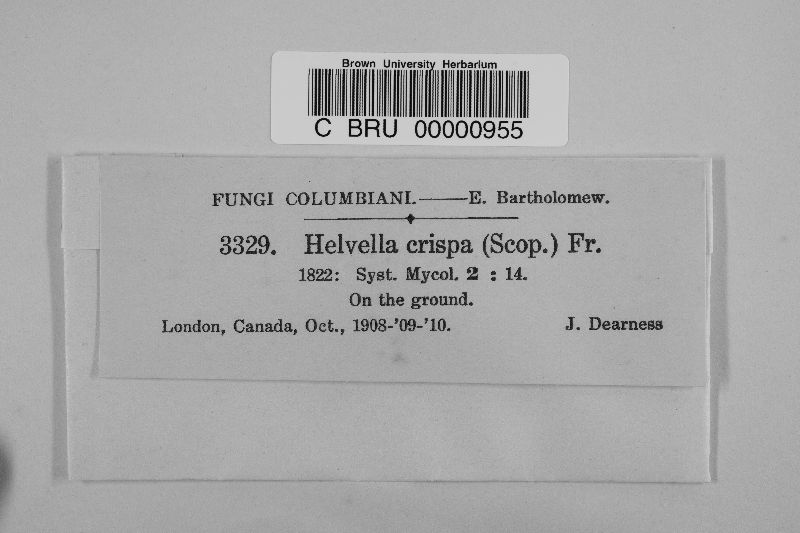 Brown University Herbarium
C BRU 00000955
FUNGI COLUMBIANI.——E. Bartholomew.
3329. Helvella crispa (Scop.) Fr.
1822: Syst. Mycol. 2 : 14.
On the ground.
London, Canada, Oct., 1908-'09-'10. J. Dearness